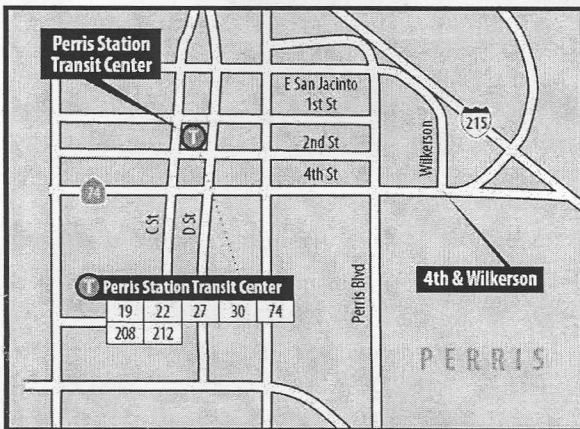 Perris Station
Transit Center
E San Jacinto
1st St
215
2nd St
Wilkerson
4th St
74
C St
D St
4th & Wilkerson
T Perris Station Transit Center
19 22 27 30 74
208 212
Perris Blvd
PERRIS
T